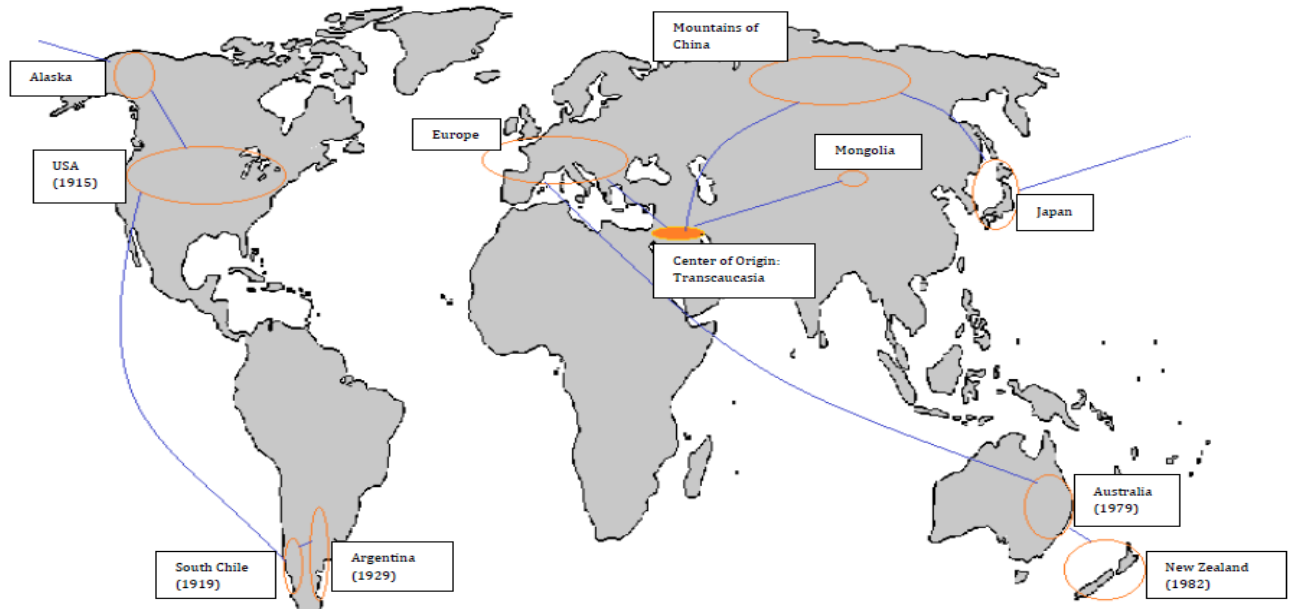 Mountains of
China
Alaska
Europe
USA
(1915)
Mongolia
Japan
Center of Origin:
Transcaucasia
Australia
(1979)
South Chile
(1919)
Argentina
(1929)
New Zealand
(1982)